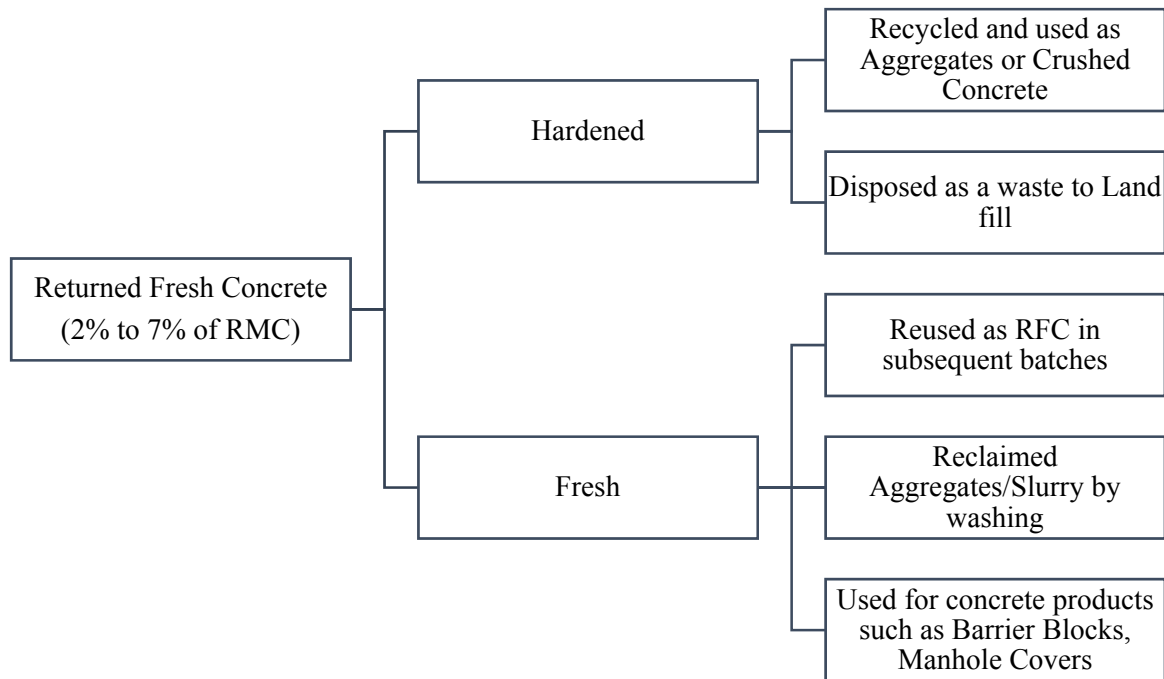 Returned Fresh Concrete
(2% to 7% of RMC)
Hardened
Recycled and used as
Aggregates or Crushed
Concrete
Disposed as a waste to Land
fill
Fresh
Reused as RFC in
subsequent batches
Reclaimed
Aggregates/Slurry by
washing
Used for concrete products
such as Barrier Blocks,
Manhole Covers